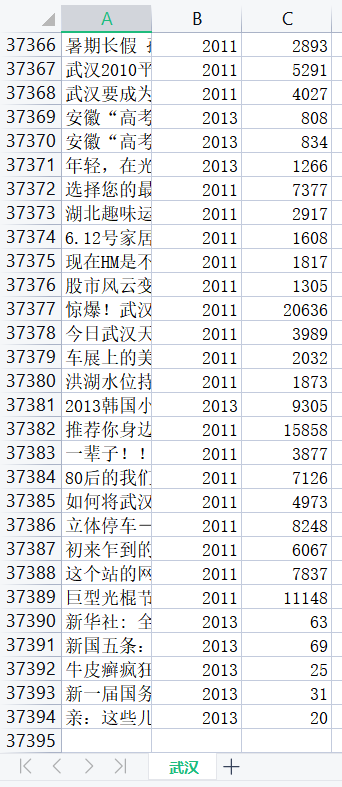 A B C
37366 暑期长假 2011 2893
37367 武汉2010平 2011 5291
37368 武汉要成为 2011 4027
37369 安徽“高考 2013 808
37370 安徽“高考 2013 834
37371 年轻，在光 2013 1266
37372 选择您的最 2011 7377
37373 湖北趣味运 2011 2917
37374 6.12号家居 2011 1608
37375 现在HM是不 2011 1817
37376 股市风云变 2011 1305
37377 惊爆！武汉 2011 20636
37378 今日武汉天 2011 3989
37379 车展上的美 2011 2032
37380 洪湖水位持 2011 1873
37381 2013韩国小 2013 9305
37382 推荐你身边 2011 15858
37383 一辈子！！ 2011 3877
37384 80后的我们 2011 7126
37385 如何将武汉 2011 4973
37386 立体停车— 2011 8248
37387 初来乍到的 2011 6067
37388 这个站的网 2011 7837
37389 巨型光棍节 2011 11148
37390 新华社: 全 2013 63
37391 新国五条: 2013 69
37392 牛皮癣疯狂 2013 25
37393 新一届国务 2013 31
37394 亲: 这些儿 2013 20
37395
武汉